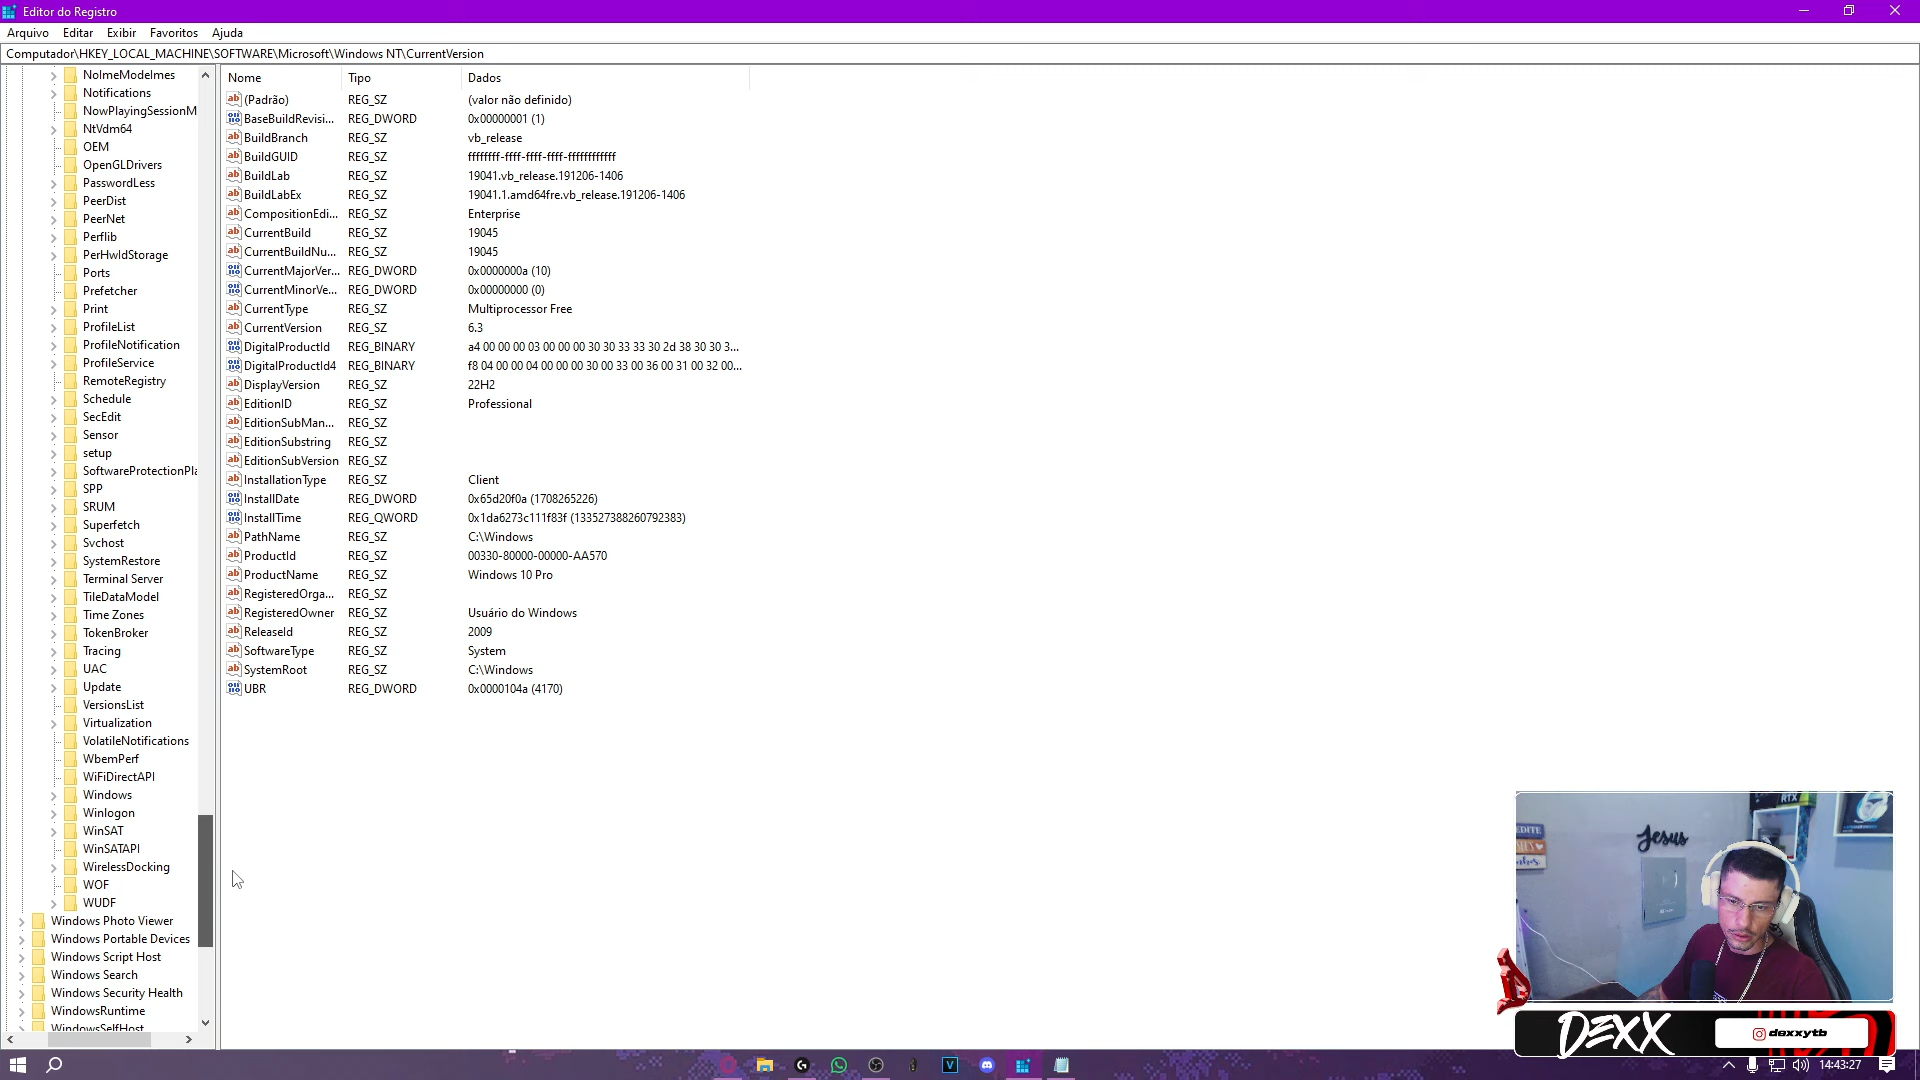 Editor do Registro
Arquivo Editar Exibir Favoritos Ajuda
Computador\HKEY_LOCAL_MACHINE\SOFTWARE\Microsoft\Windows NT\CurrentVersion
NoImeModeImes
Notifications
NowPlayingSessionM
NtVdm64
OEM
OpenGLDrivers
PasswordLess
PeerDist
PeerNet
Perflib
PerHwIdStorage
Ports
Prefetcher
Print
ProfileList
ProfileNotification
ProfileService
RemoteRegistry
Schedule
SecEdit
Sensor
setup
SoftwareProtectionPla
SPP
SRUM
Superfetch
Svchost
SystemRestore
Terminal Server
TileDataModel
Time Zones
TokenBroker
Tracing
UAC
Update
VersionsList
Virtualization
VolatileNotifications
WbemPerf
WiFiDirectAPI
Windows
Winlogon
WinSAT
WinSATAPI
WirelessDocking
WOF
WUDF
Windows Photo Viewer
Windows Portable Devices
Windows Script Host
Windows Search
Windows Security Health
WindowsRuntime
WindowsSelfHost
Nome Tipo Dados
(Padrão) REG_SZ (valor não definido)
BaseBuildRevisi... REG_DWORD 0x00000001 (1)
BuildBranch REG_SZ vb_release
BuildGUID REG_SZ ffffffff-ffff-ffff-ffff-ffffffffffff
BuildLab REG_SZ 19041.vb_release.191206-1406
BuildLabEx REG_SZ 19041.1.amd64fre.vb_release.191206-1406
CompositionEdi... REG_SZ Enterprise
CurrentBuild REG_SZ 19045
CurrentBuildNu... REG_SZ 19045
CurrentMajorVer... REG_DWORD 0x0000000a (10)
CurrentMinorVe... REG_DWORD 0x00000000 (0)
CurrentType REG_SZ Multiprocessor Free
CurrentVersion REG_SZ 6.3
DigitalProductId REG_BINARY a4 00 00 00 03 00 00 00 30 30 33 33 30 2d 38 30 30 3...
DigitalProductId4 REG_BINARY f8 04 00 00 04 00 00 00 30 00 33 00 36 00 31 00 32 00...
DisplayVersion REG_SZ 22H2
EditionID REG_SZ Professional
EditionSubMan... REG_SZ
EditionSubstring REG_SZ
EditionSubVersion REG_SZ
InstallationType REG_SZ Client
InstallDate REG_DWORD 0x65d20f0a (1708265226)
InstallTime REG_QWORD 0x1da6273c111f83f (133527388260792383)
PathName REG_SZ C:\Windows
ProductId REG_SZ 00330-80000-00000-AA570
ProductName REG_SZ Windows 10 Pro
RegisteredOrga... REG_SZ
RegisteredOwner REG_SZ Usuário do Windows
ReleaseId REG_SZ 2009
SoftwareType REG_SZ System
SystemRoot REG_SZ C:\Windows
UBR REG_DWORD 0x0000104a (4170)
RTX
Jesus
DEXX
dexxytb
14:43:27